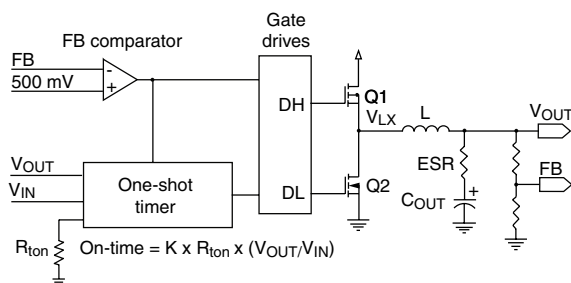 Gate
drives
FB comparator
FB
500 mV
-
+
DH
Q1
VLX
L
VOUT
ESR
FB
+
COUT
VOUT
VIN
One-shot
timer
DL
Q2
Rton
On-time = K x Rton x (VOUT/VIN)